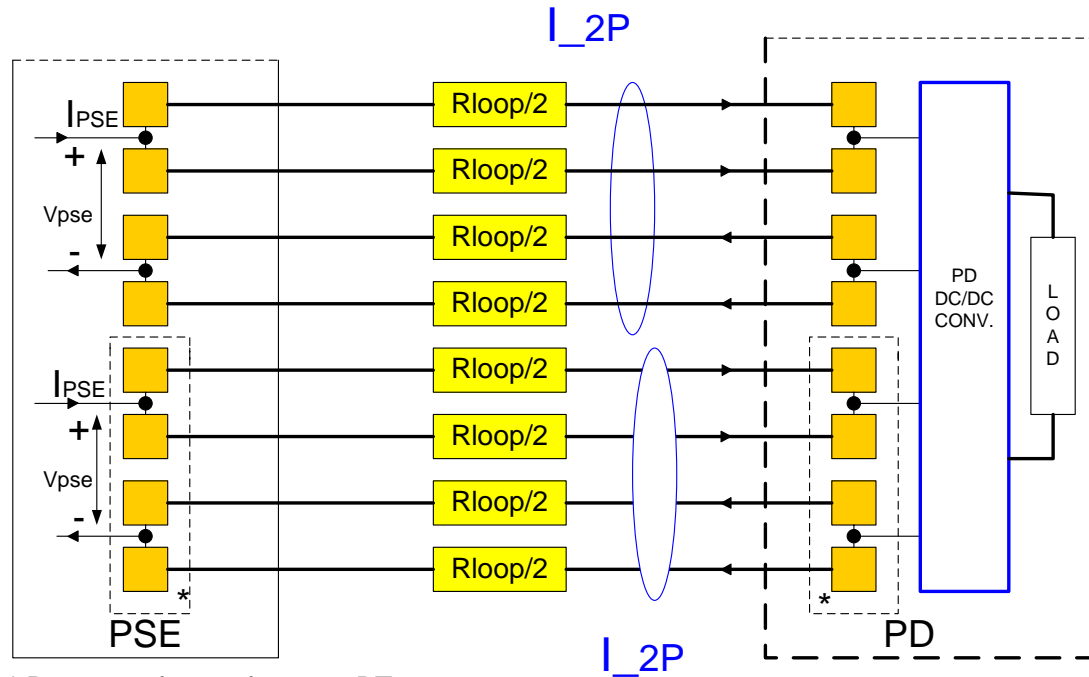 I_2P
Rloop/2
IPSE
+
Rloop/2
Vpse
Rloop/2
-
Rloop/2
PD
DC/DC
CONV.
L
O
A
D
Rloop/2
IPSE
+
Rloop/2
Vpse
Rloop/2
-
Rloop/2
*
*
PSE
PD
I_2P